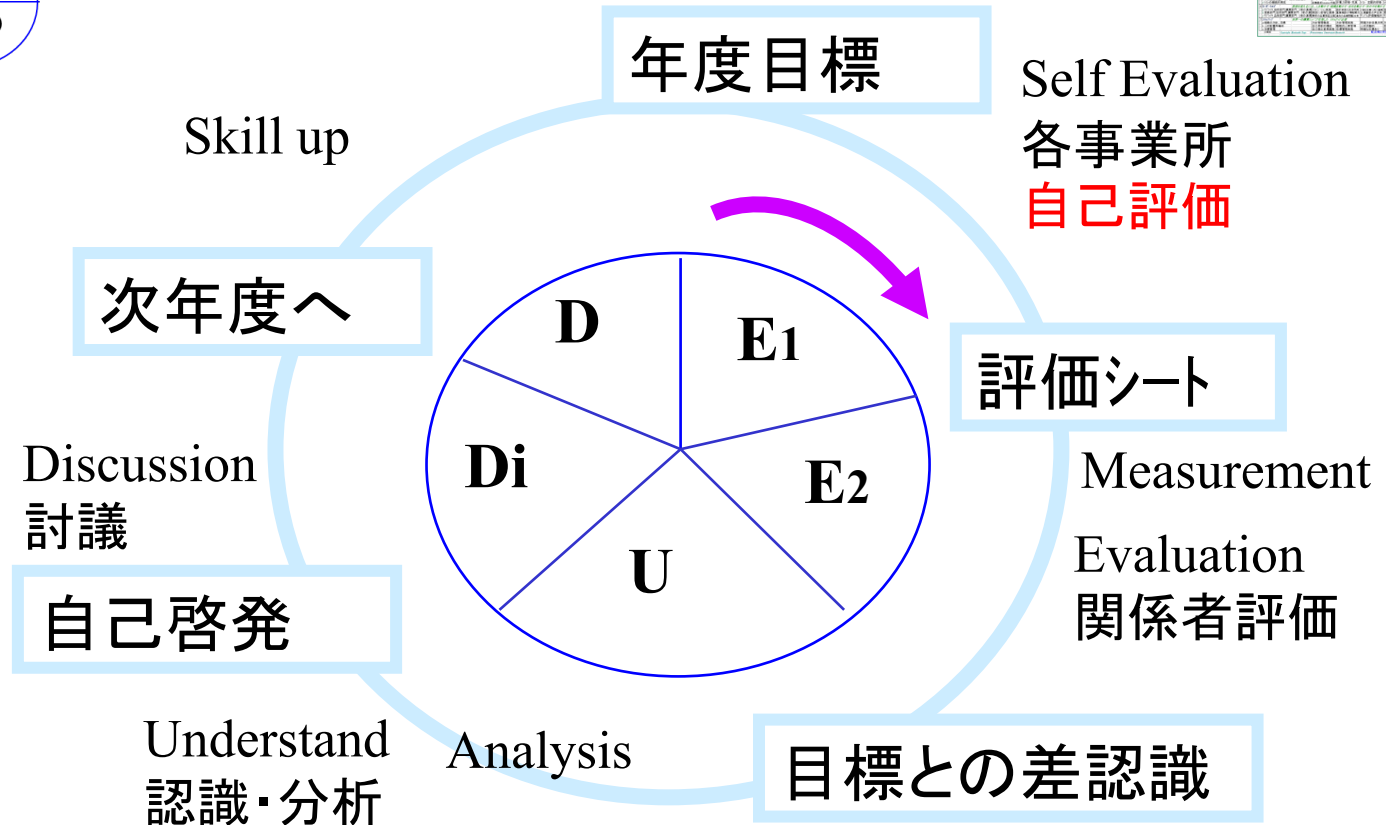 年度目標
Self Evaluation
各事業所
自己評価
Skill up
次年度へ
D
E1
評価シート
Di
E2
Discussion
討議
Measurement
U
Evaluation
関係者評価
自己啓発
Understand
認識・分析
Analysis
目標との差認識